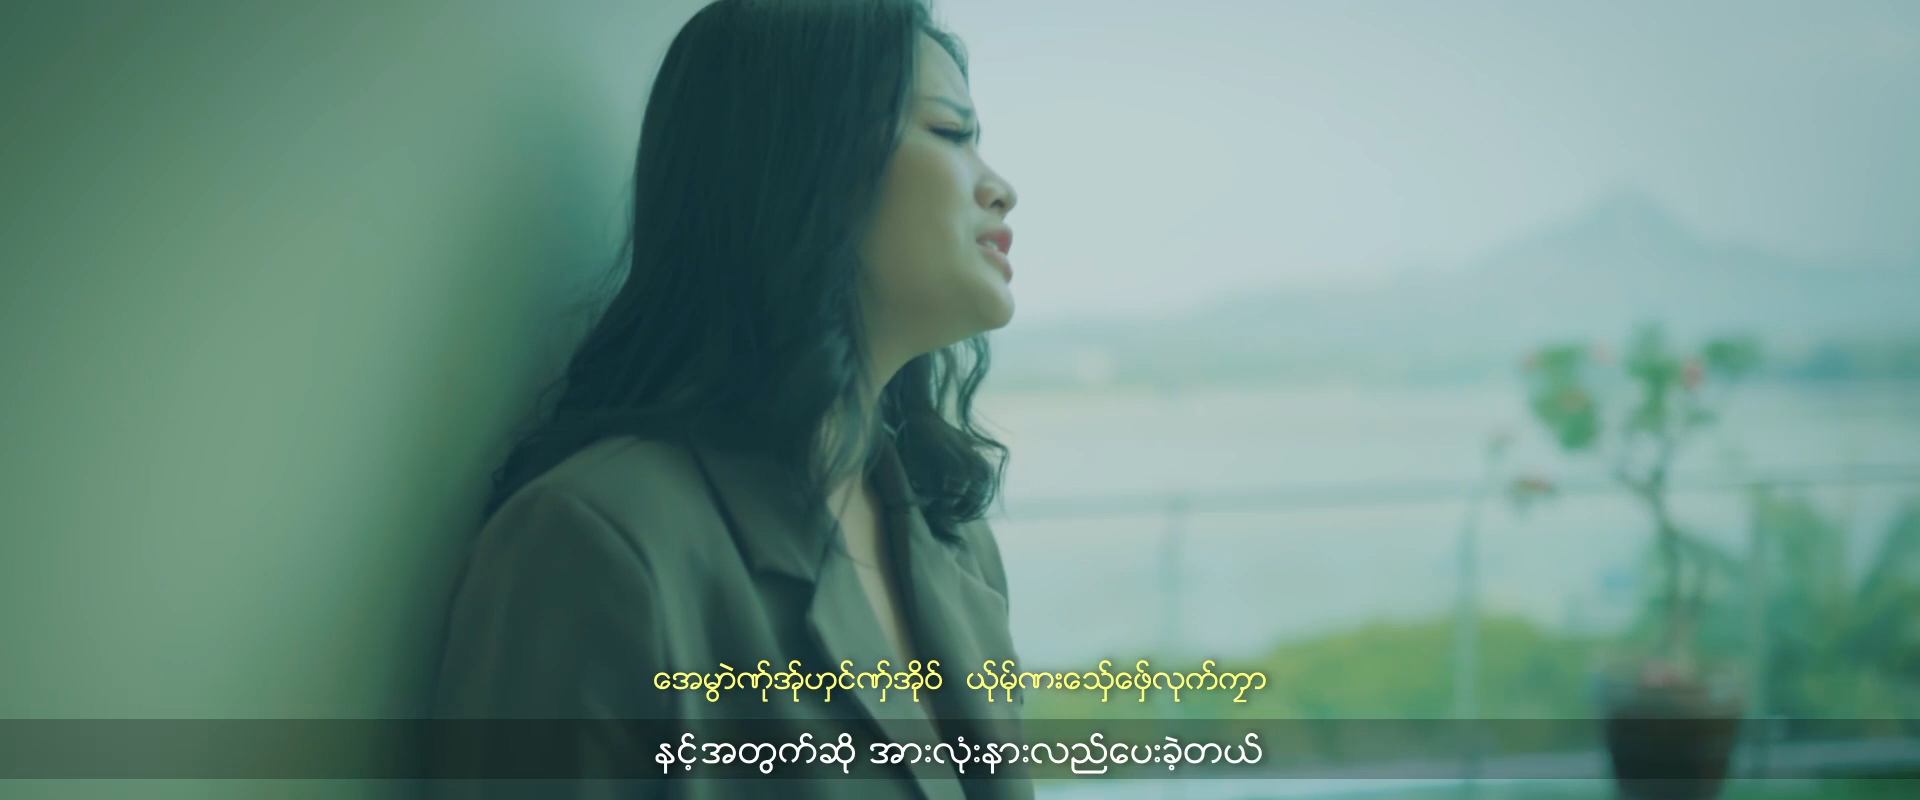 အေမွာဲဏ်ုအ်ုဟှင်ဏှ်အိုဝ် ယ်ုမ်ုဏးသှေ်ဖှေ်လုက်ကၠာ
နင့်အတွက်ဆို အားလုံးနားလည်ပေးခဲ့တယ်